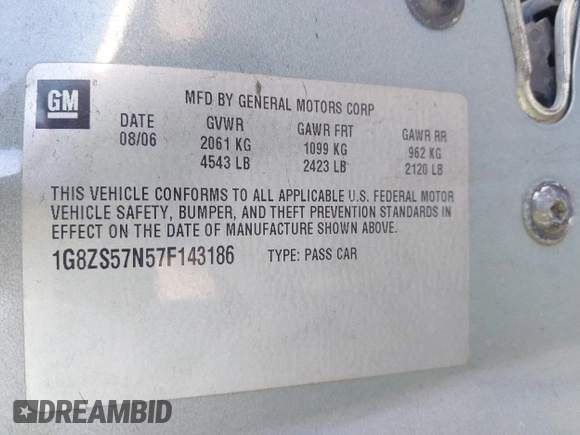 GM
MFD BY GENERAL MOTORS CORP
DATE GVWR GAWR FRT GAWR RR
08/06 2061 KG 1099 KG 962 KG
4543 LB 2423 LB 2120 LB
THIS VEHICLE CONFORMS TO ALL APPLICABLE U.S. FEDERAL MOTOR
VEHICLE SAFETY, BUMPER, AND THEFT PREVENTION STANDARDS IN
EFFECT ON THE DATE OF MANUFACTURE SHOWN ABOVE.
1G8ZS57N57F143186 TYPE: PASS CAR
DREAMBID